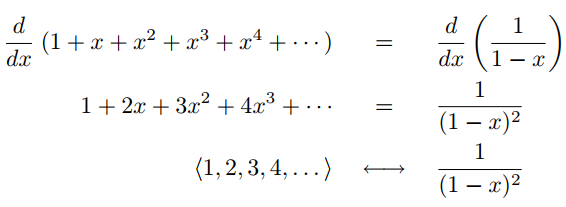 d/dx (1 + x + x² + x³ + x⁴ + ⋯) = d/dx (1/(1 − x))
1 + 2x + 3x² + 4x³ + ⋯ = 1/(1 − x)²
⟨1, 2, 3, 4, …⟩ ⟷ 1/(1 − x)²